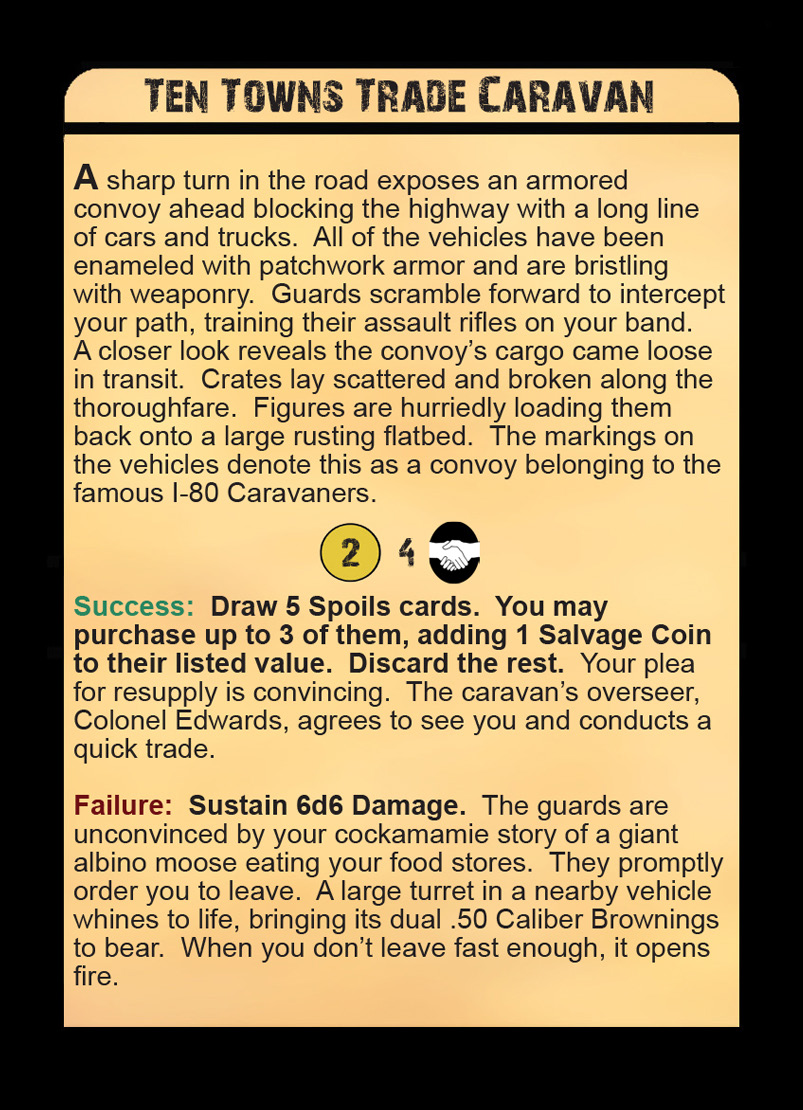 Ten Towns Trade Caravan
A sharp turn in the road exposes an armored
convoy ahead blocking the highway with a long line
of cars and trucks.  All of the vehicles have been
enameled with patchwork armor and are bristling
with weaponry.  Guards scramble forward to intercept
your path, training their assault rifles on your band.
A closer look reveals the convoy’s cargo came loose
in transit.  Crates lay scattered and broken along the
thoroughfare.  Figures are hurriedly loading them
back onto a large rusting flatbed.  The markings on
the vehicles denote this as a convoy belonging to the
famous I-80 Caravaners.
2 4
Success:  Draw 5 Spoils cards.  You may
purchase up to 3 of them, adding 1 Salvage Coin
to their listed value.  Discard the rest.  Your plea
for resupply is convincing.  The caravan’s overseer,
Colonel Edwards, agrees to see you and conducts a
quick trade.
Failure:  Sustain 6d6 Damage.  The guards are
unconvinced by your cockamamie story of a giant
albino moose eating your food stores.  They promptly
order you to leave.  A large turret in a nearby vehicle
whines to life, bringing its dual .50 Caliber Brownings
to bear.  When you don’t leave fast enough, it opens
fire.